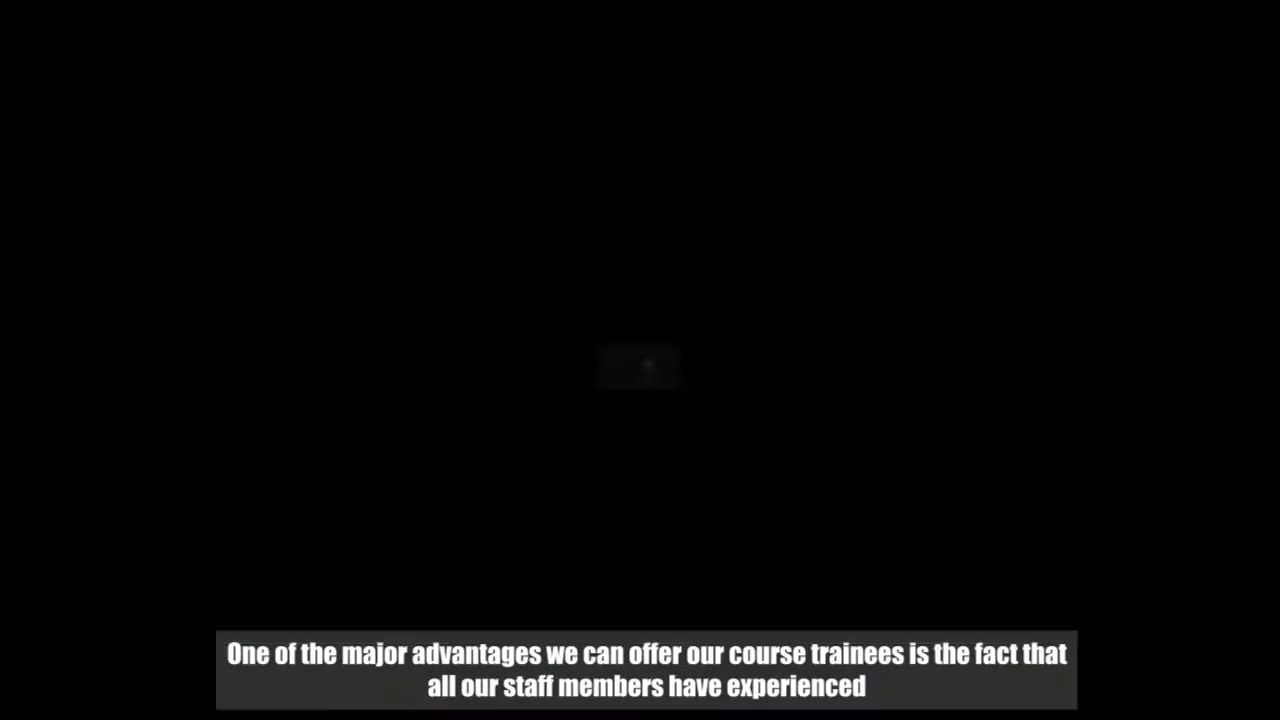 One of the major advantages we can offer our course trainees is the fact that
all our staff members have experienced